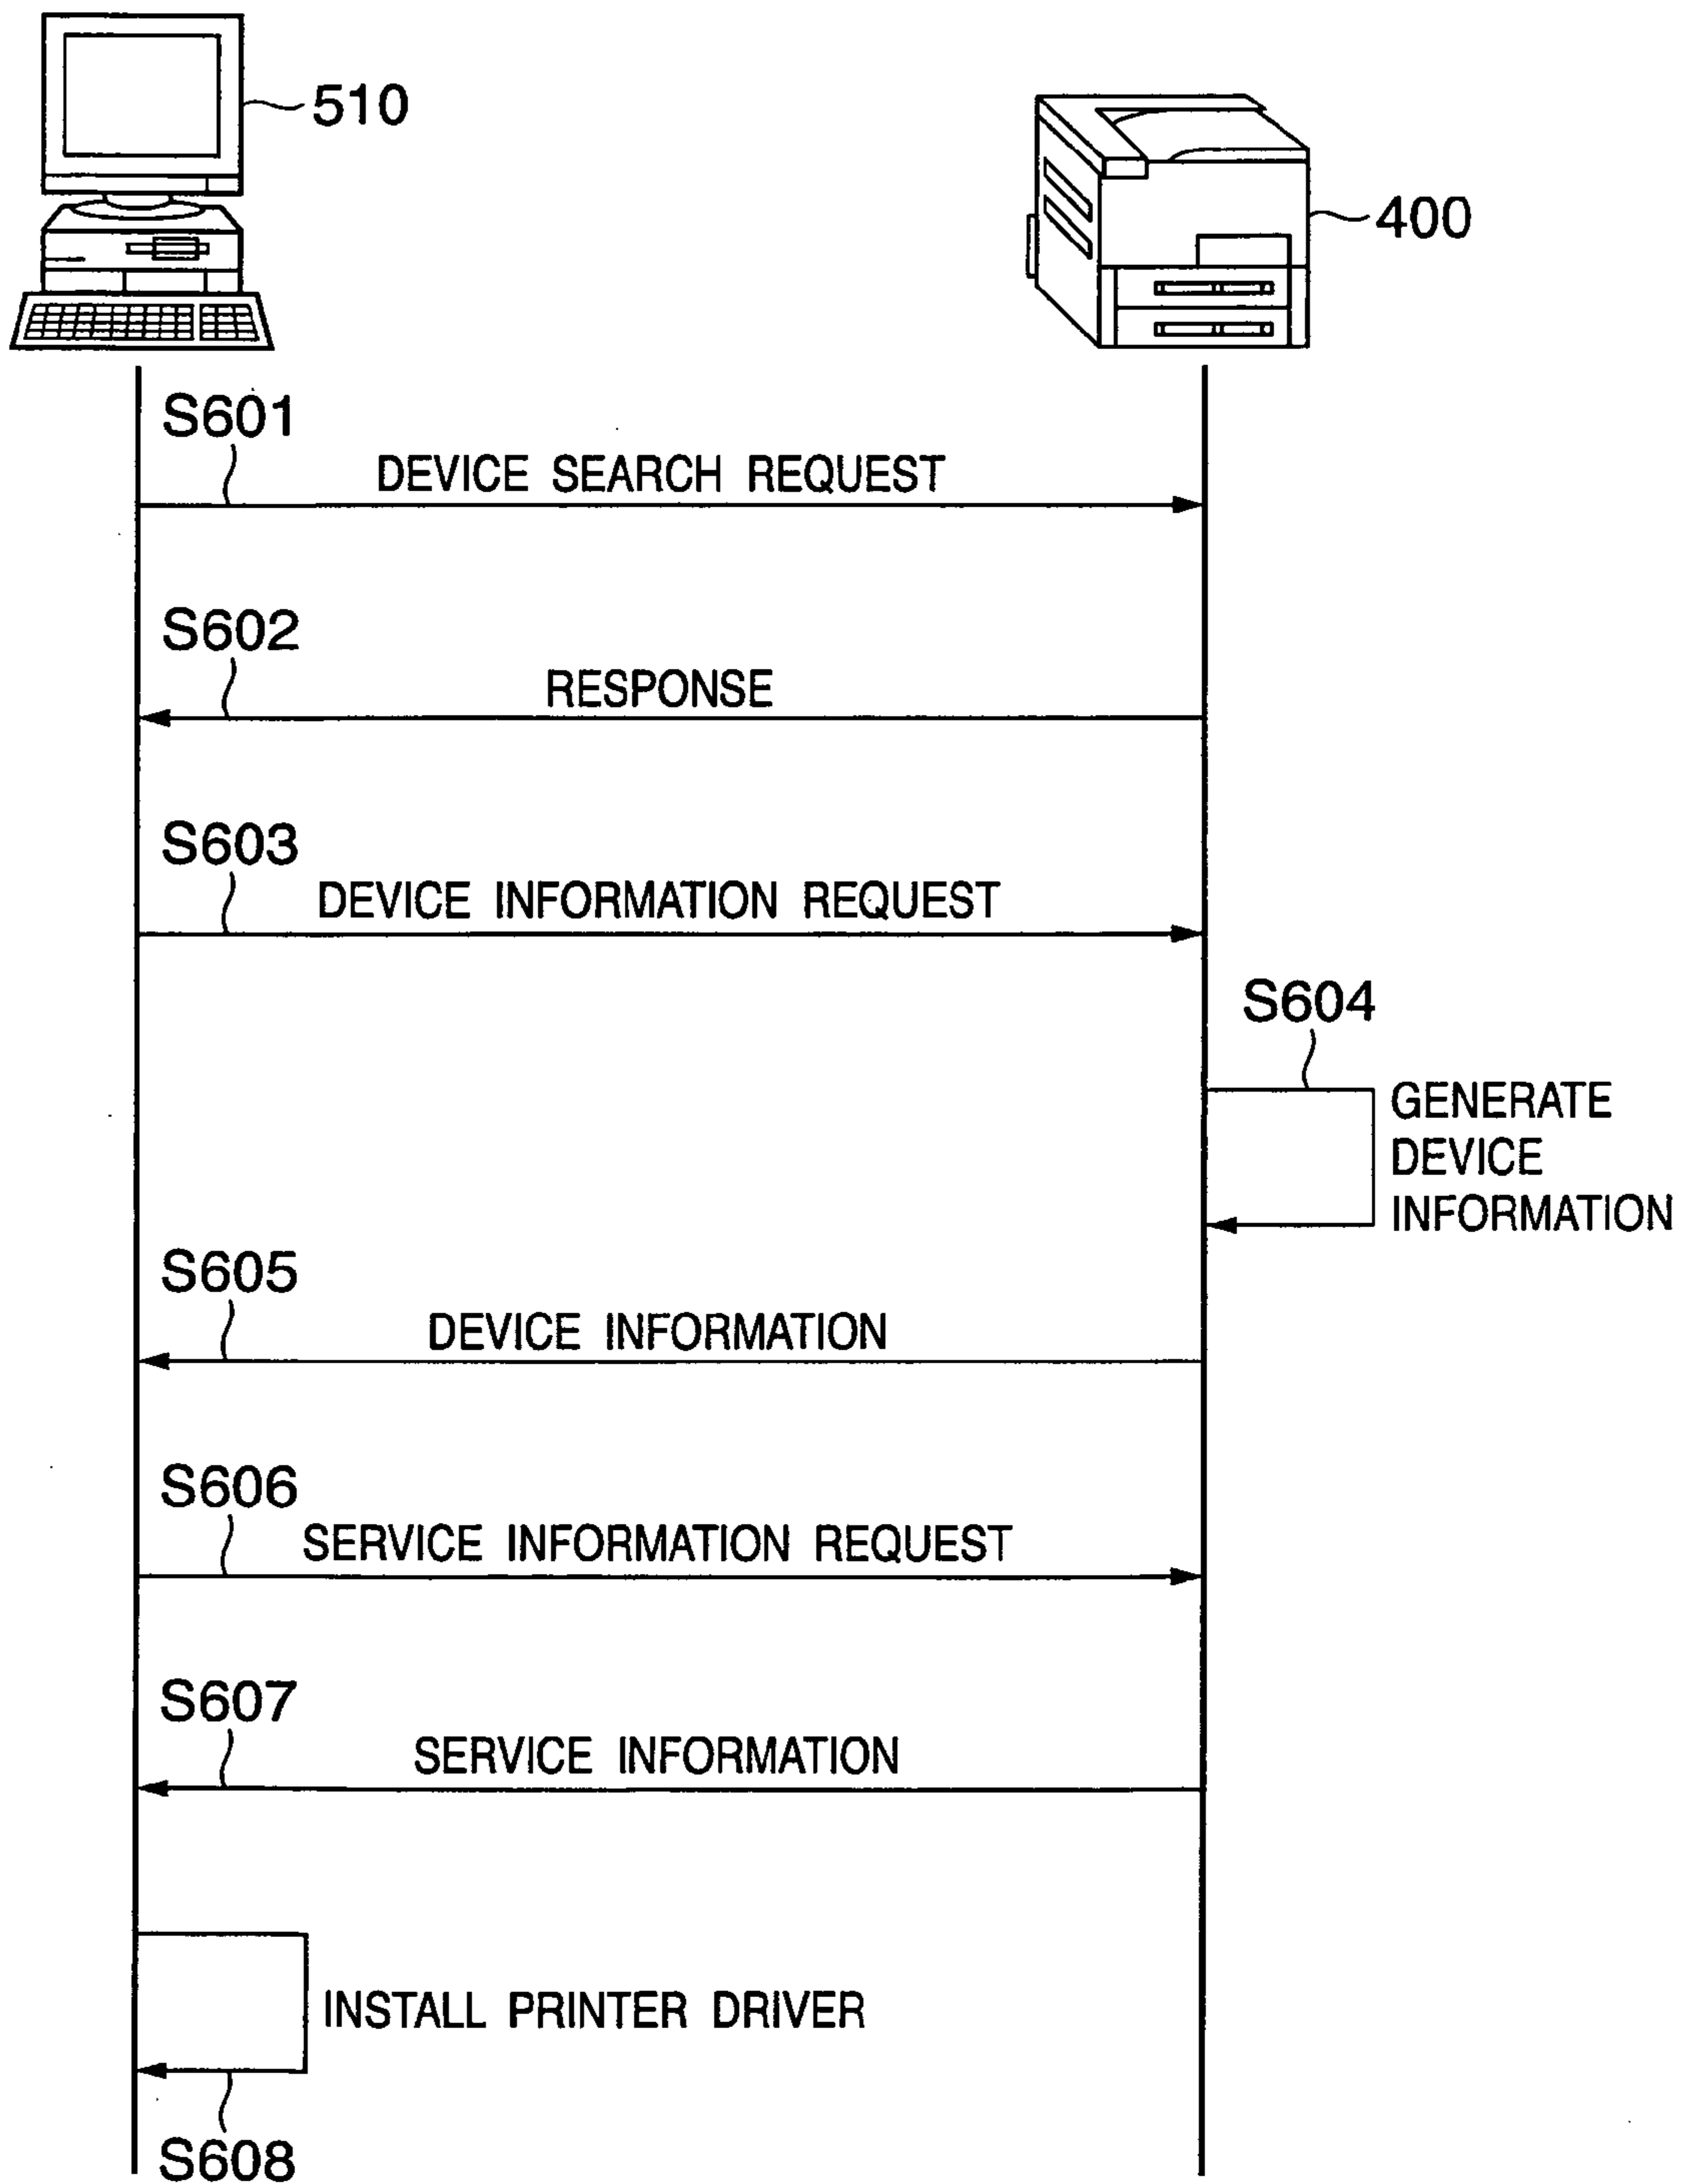 510
400
S601
DEVICE SEARCH REQUEST
S602
RESPONSE
S603
DEVICE INFORMATION REQUEST
S604
GENERATE
DEVICE
INFORMATION
S605
DEVICE INFORMATION
S606
SERVICE INFORMATION REQUEST
S607
SERVICE INFORMATION
INSTALL PRINTER DRIVER
S608